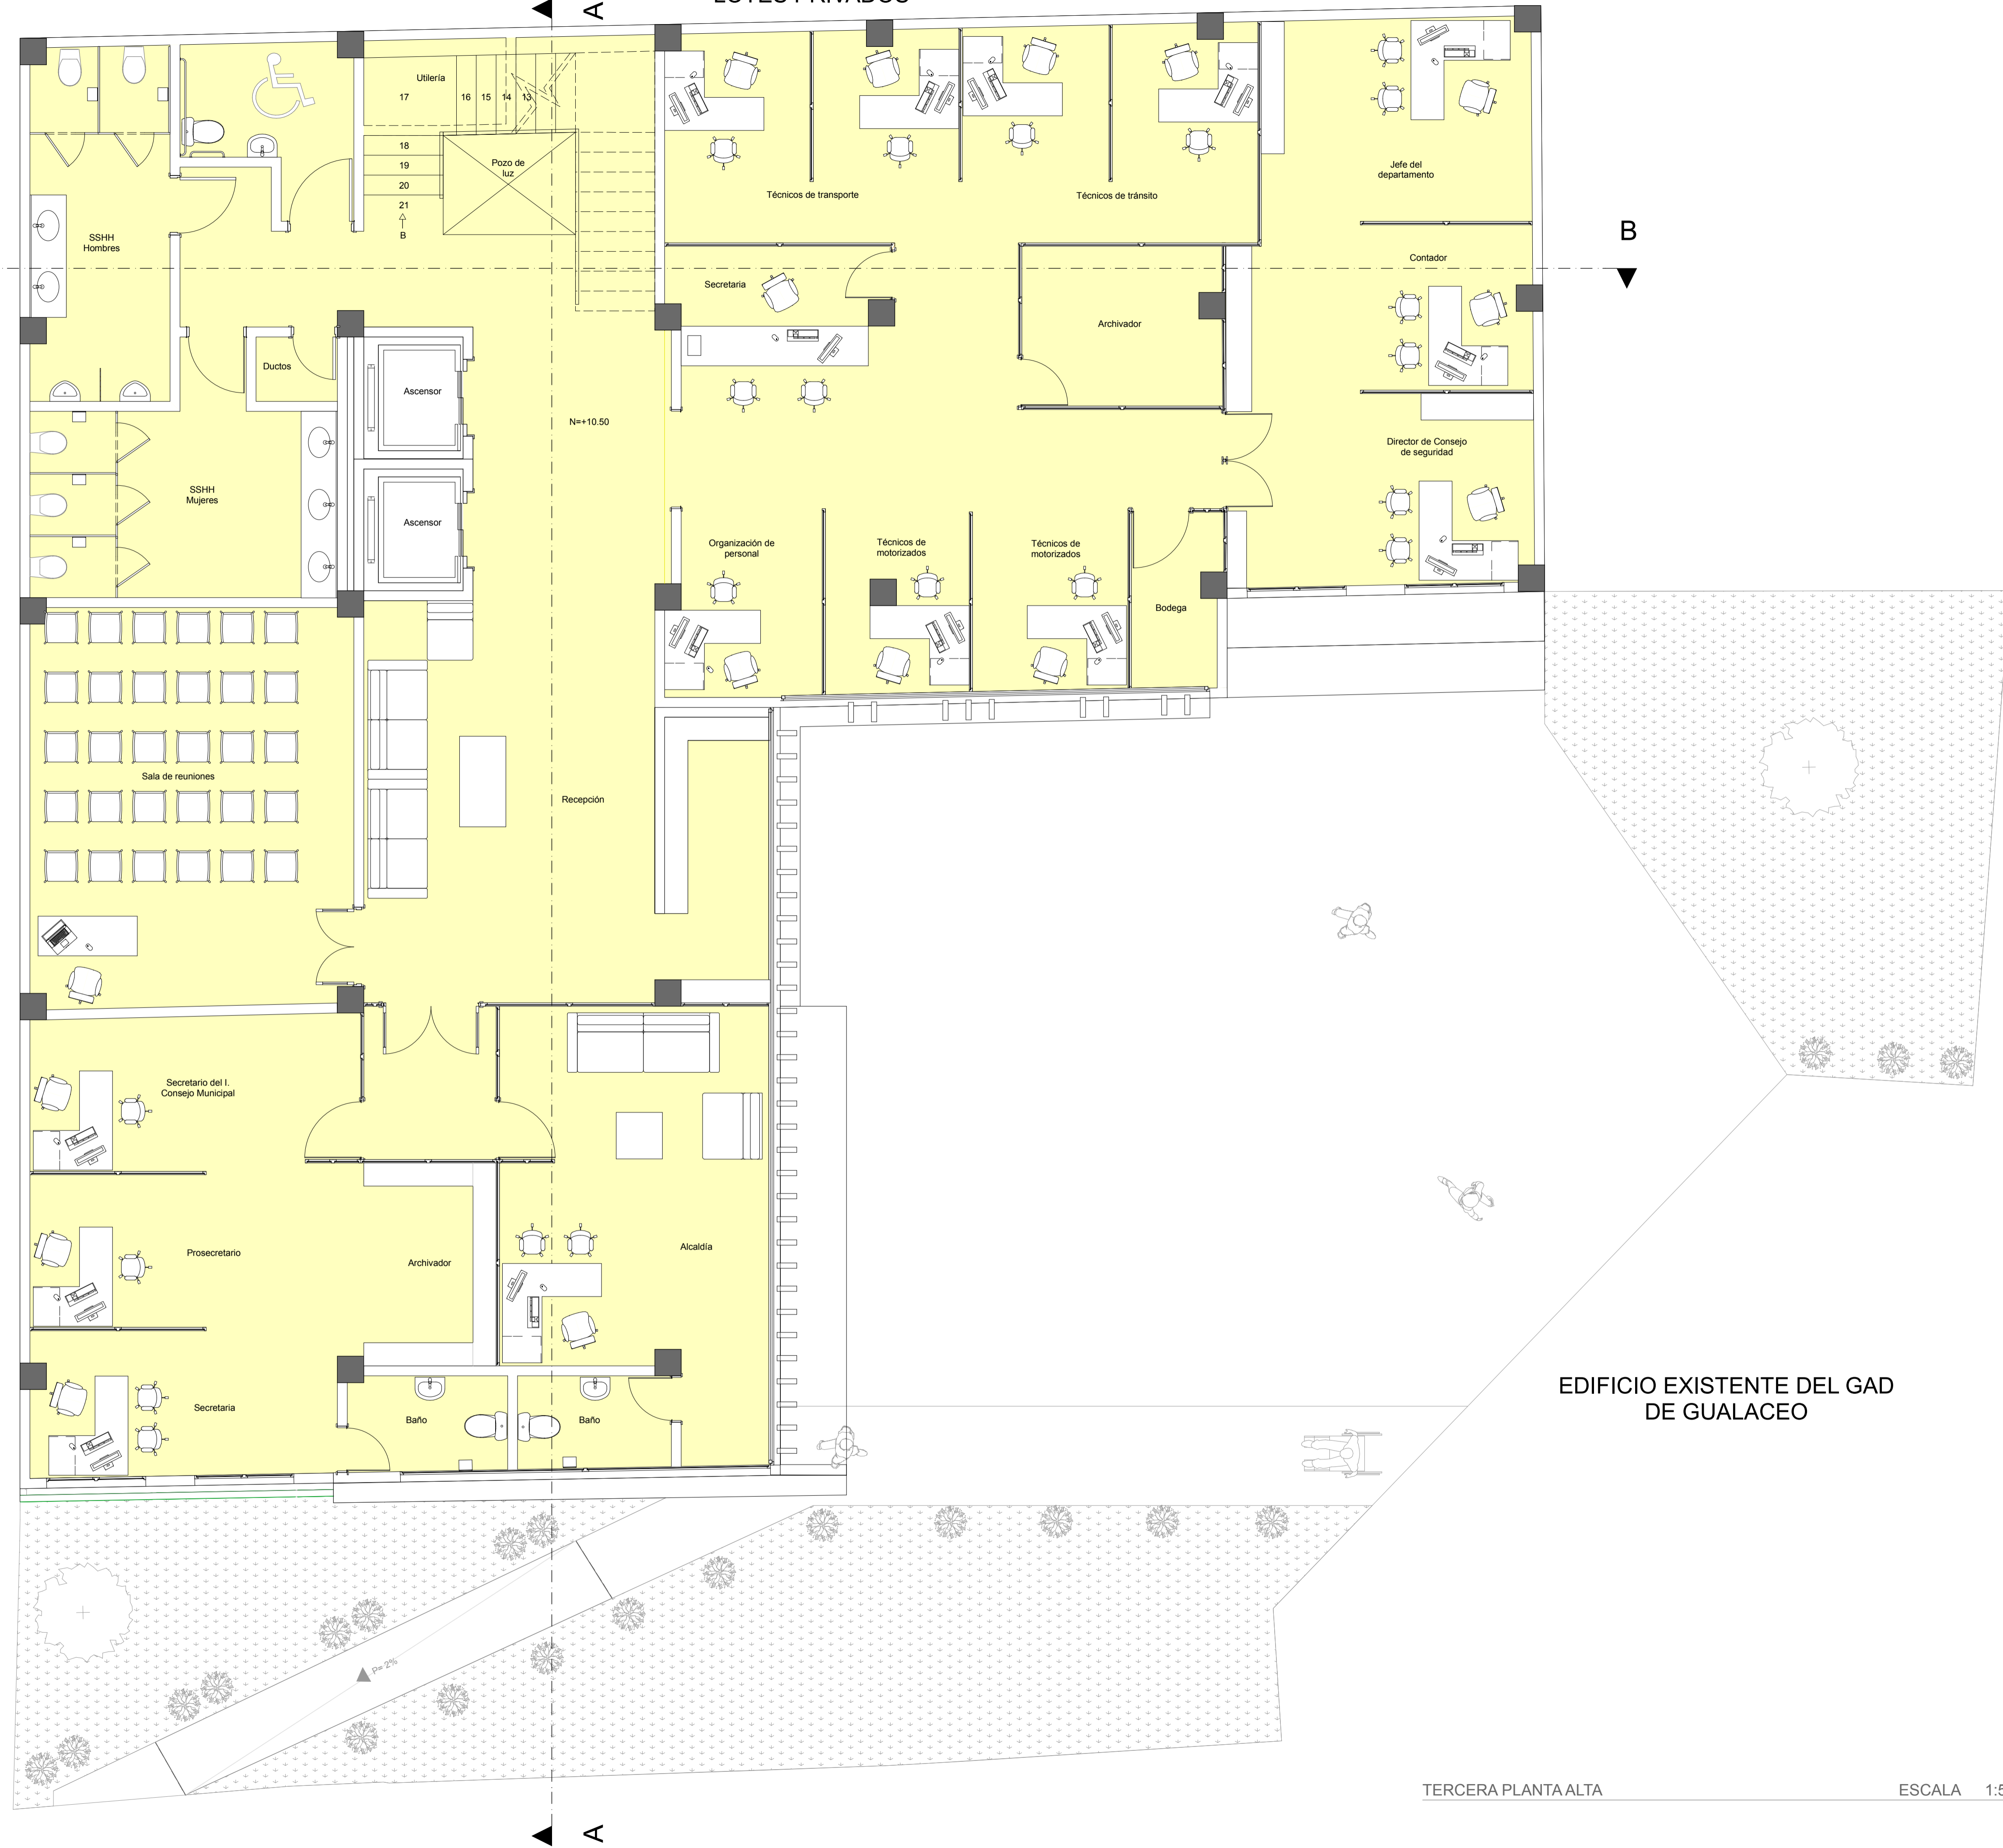 LOTES PRIVADOS
A
Utilería
17
16
15
14
13
18
19
20
21
B
Pozo de
luz
Técnicos de transporte
Técnicos de tránsito
Jefe del
departamento
B
SSHH
Hombres
Secretaria
Contador
Archivador
Ductos
Ascensor
N=+10.50
Director de Consejo
de seguridad
SSHH
Mujeres
Ascensor
Organización de
personal
Técnicos de
motorizados
Técnicos de
motorizados
Bodega
Sala de reuniones
Recepción
Secretario del I.
Consejo Municipal
Prosecretario
Archivador
Alcaldía
Secretaria
Baño
Baño
EDIFICIO EXISTENTE DEL GAD
DE GUALACEO
P= 2%
TERCERA PLANTA ALTA
ESCALA
A